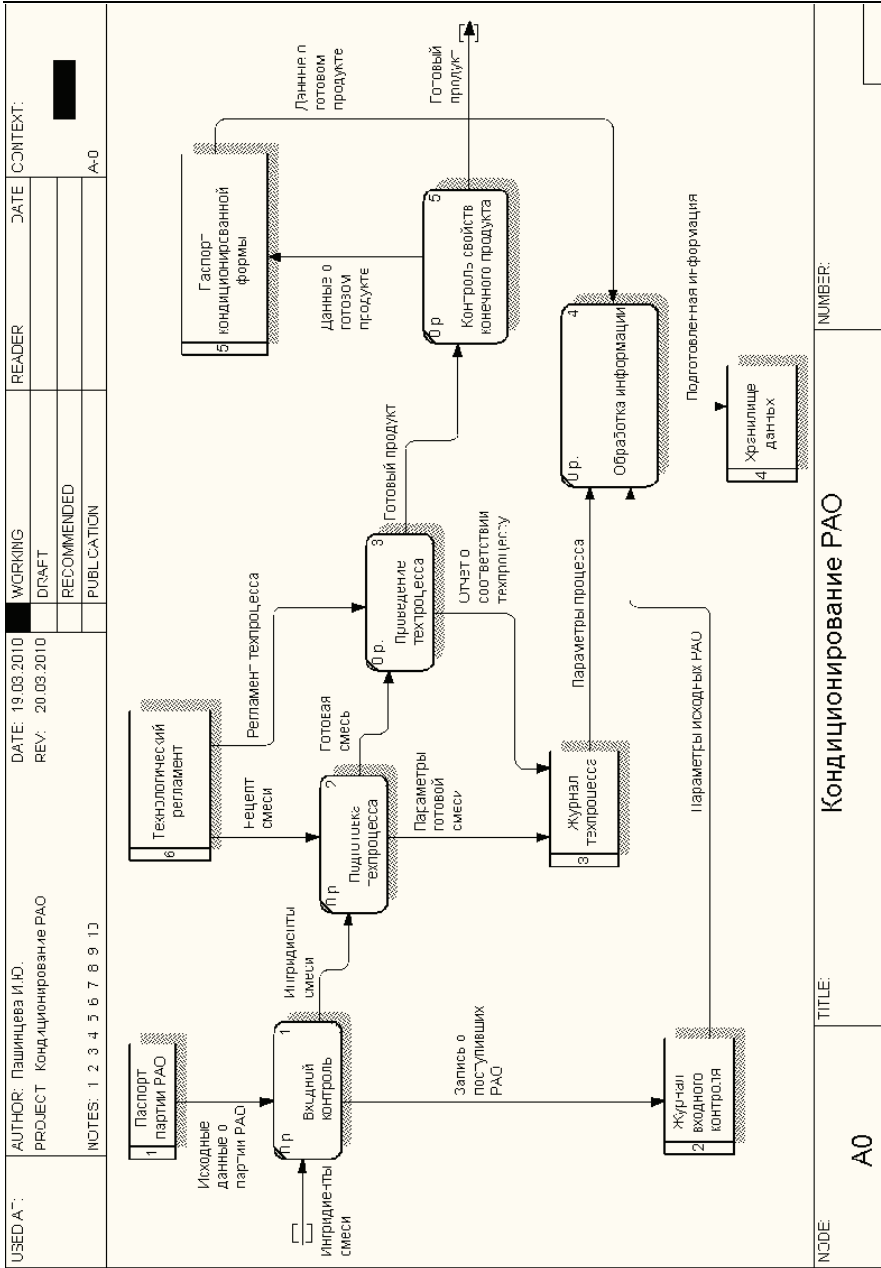 USED AT:
AUTHOR: Пашинцева И.Ю.
PROJECT Кондиционирование РАО
NOTES: 1 2 3 4 5 6 7 8 9 10
DATE: 19.03.2010
REV: 20.03.2010
WORKING
DRAFT
RECOMMENDED
PUBLICATION
READER
DATE
CONTEXT:
A-0
1
Паспорт
партии РАО
Исходные
данные о
партии РАО
Ингридиенты
смеси
0 р.
1
Входной
контроль
Ингридиенты
смеси
Запись о
поступивших
РАО
2
Журнал
входного
контроля
6
Технологический
регламент
Рецепт
смеси
Регламент техпроцесса
0 р.
2
Подготовка
техпроцесса
Готовая
смесь
Параметры
готовой
смеси
0 р.
3
Проведение
техпроцесса
Готовый продукт
Отчет о
соответствии
техпроцессу
3
Журнал
техпроцесса
Параметры процесса
Параметры исходных РАО
5
Паспорт
кондиционированной
формы
Данные о
готовом
продукте
Данные о
готовом
продукте
0 р.
5
Контроль свойств
конечного продукта
Готовый
продукт
0 р.
4
Обработка информации
Подготовленная информация
4
Хранилище
данных
NODE:
A0
TITLE:
Кондиционирование РАО
NUMBER: